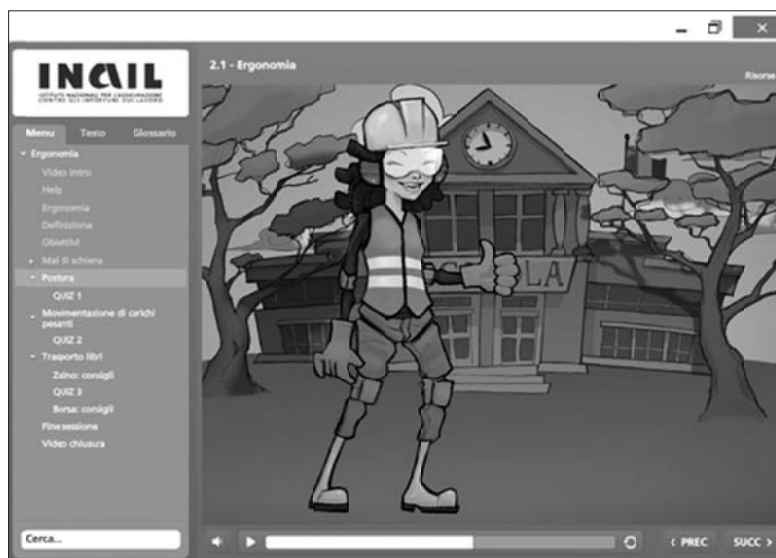 INAIL
ISTITUTO NAZIONALE PER L'ASSICURAZIONE
CONTRO GLI INFORTUNI SUL LAVORO
2.1 - Ergonomia
Risorse
Menu Testo Glossario
Ergonomia
Video intro
Help
Ergonomia
Definizione
Obiettivi
Mal di schiena
Postura
QUIZ 1
Movimentazione di carichi
pesanti
QUIZ 2
Trasporto libri
Zaino: consigli
QUIZ 3
Borsa: consigli
Fine sessione
Video chiusura
Cerca...
LA
PREC
SUCC